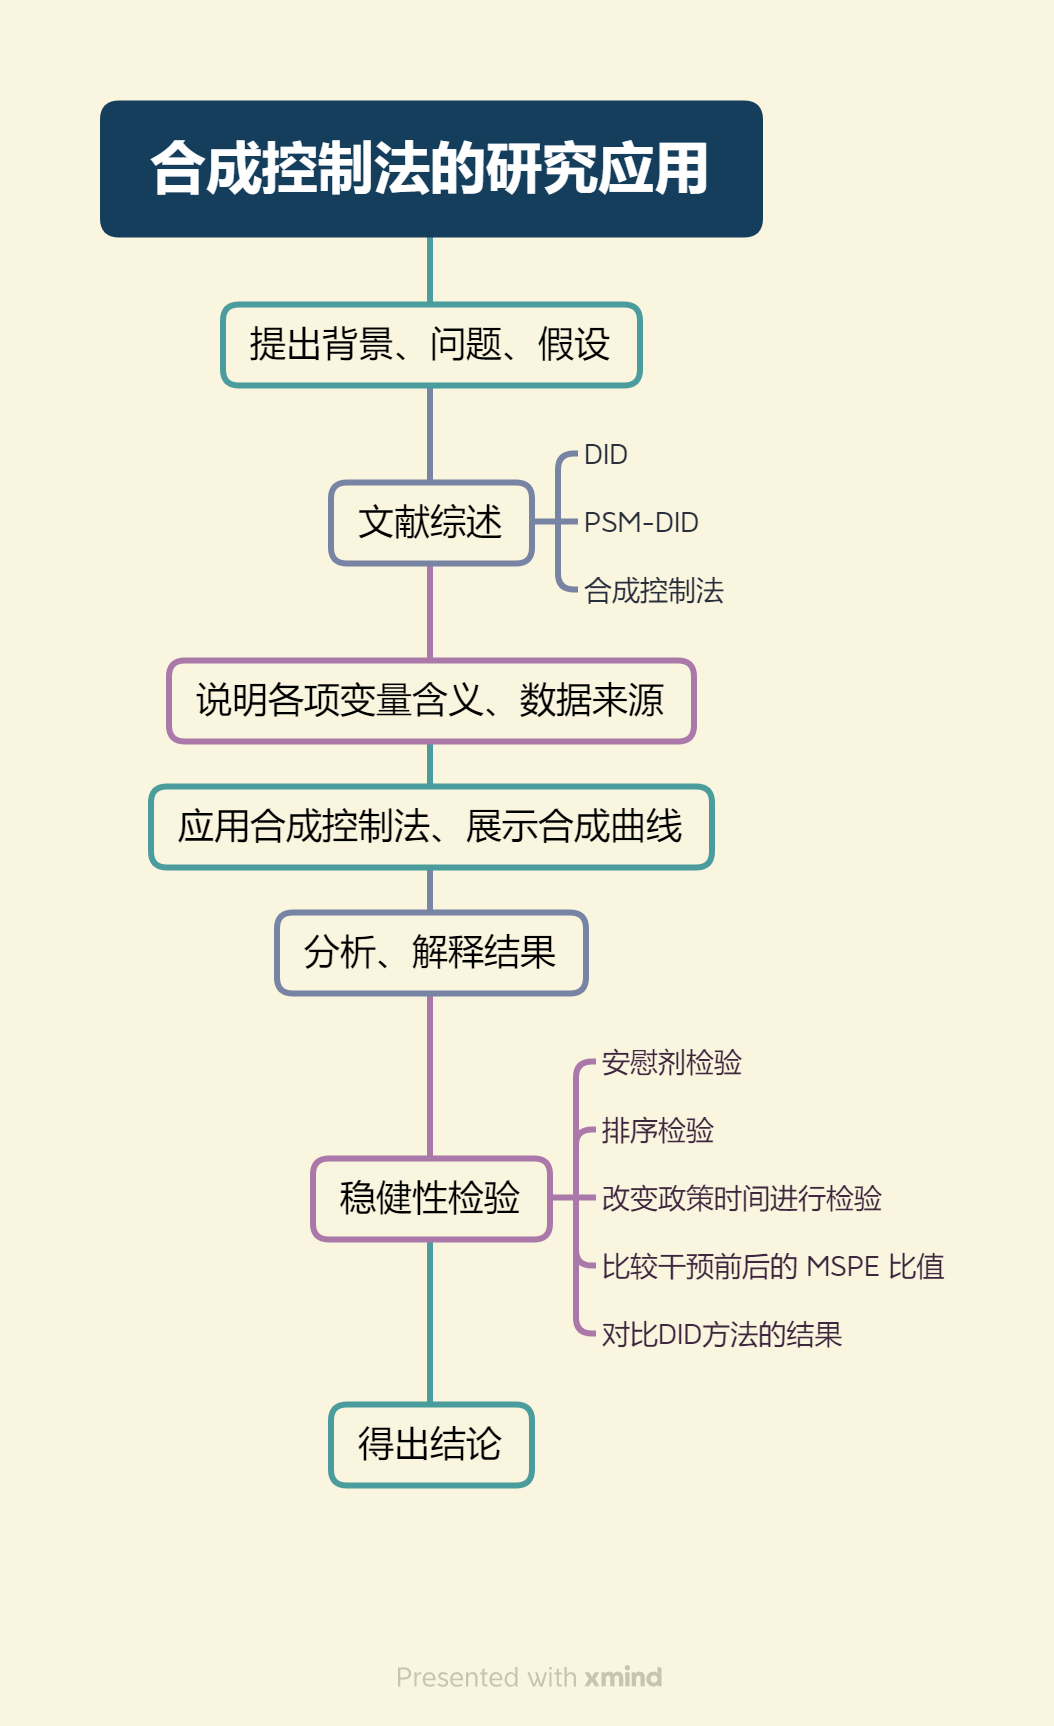 合成控制法的研究应用
提出背景、问题、假设
文献综述
DID
PSM-DID
合成控制法
说明各项变量含义、数据来源
应用合成控制法、展示合成曲线
分析、解释结果
稳健性检验
安慰剂检验
排序检验
改变政策时间进行检验
比较干预前后的 MSPE 比值
对比DID方法的结果
得出结论
Presented with xmind